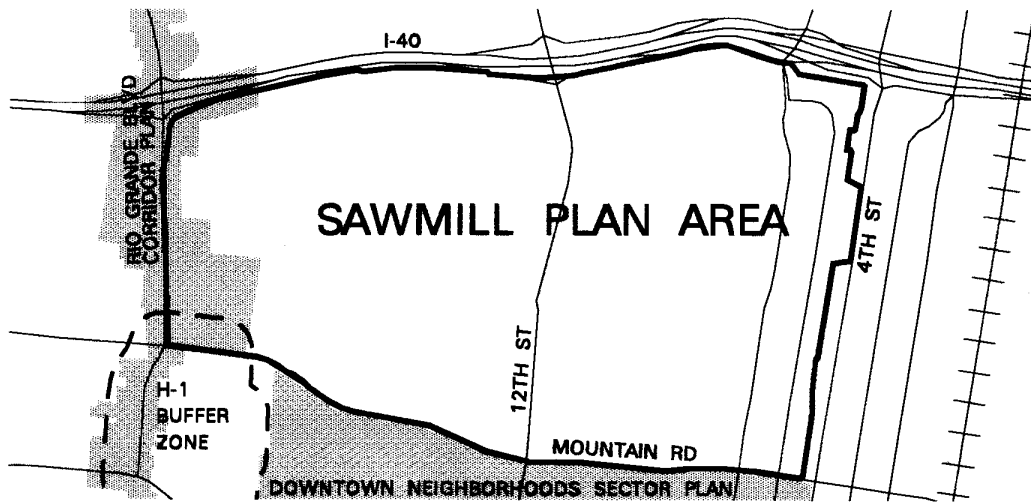 I-40
RIO GRANDE BLVD
CORRIDOR PLAN
SAWMILL PLAN AREA
4TH ST
12TH ST
H-1
BUFFER
ZONE
MOUNTAIN RD
DOWNTOWN NEIGHBORHOODS SECTOR PLAN